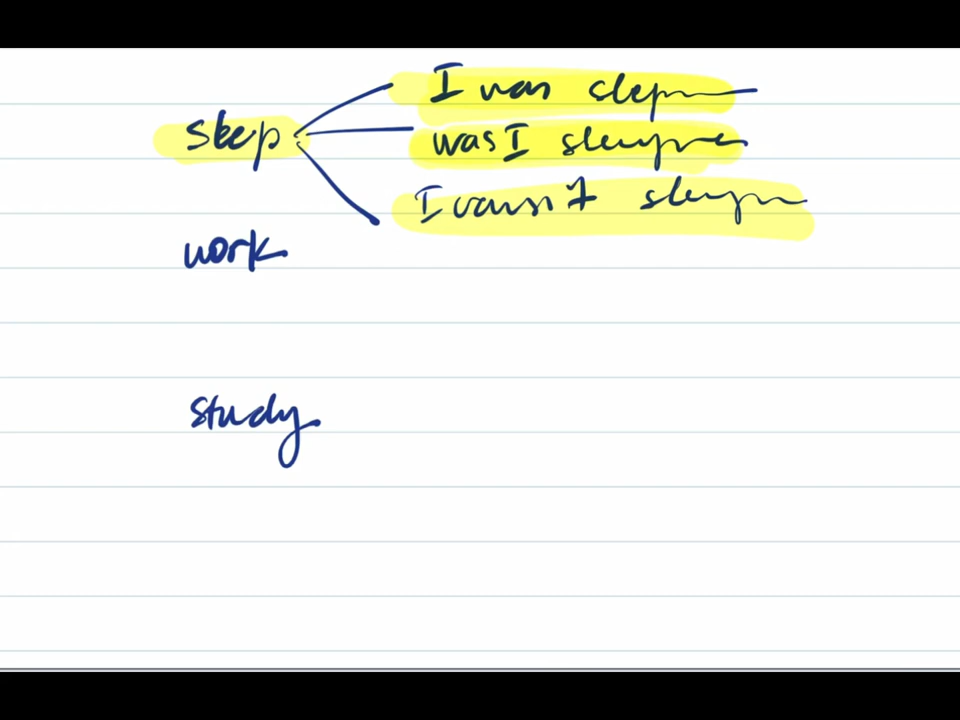 sleep
I was sleeping
was I sleeping
I wasn't sleeping
work
study